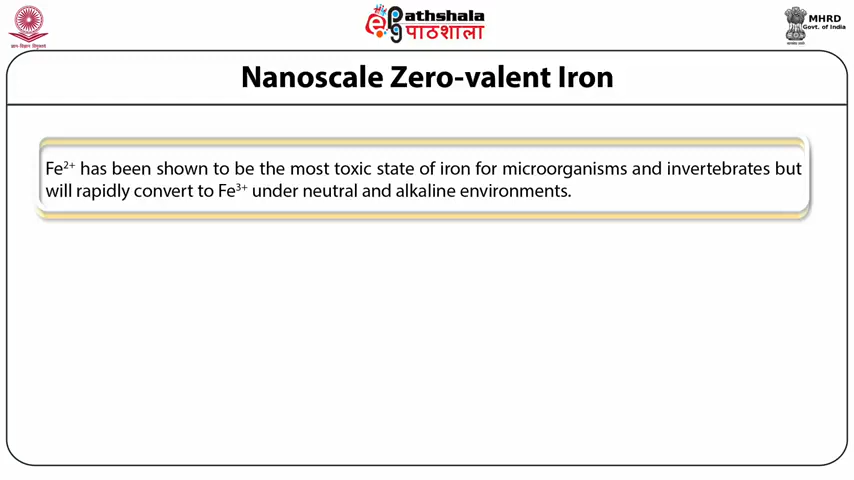 ePathshala
पाठशाला
MHRD
Govt. of India
Nanoscale Zero-valent Iron
Fe²⁺ has been shown to be the most toxic state of iron for microorganisms and invertebrates but
will rapidly convert to Fe³⁺ under neutral and alkaline environments.